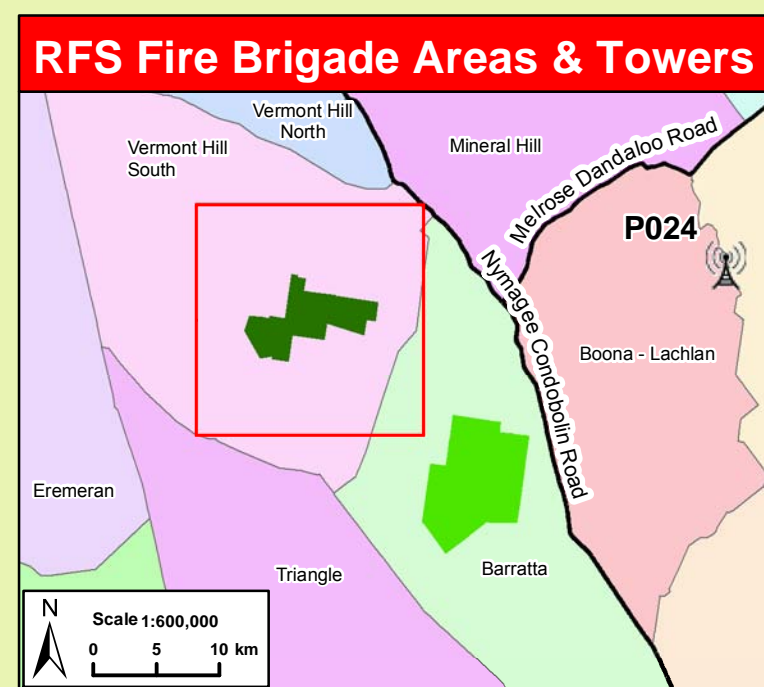 RFS Fire Brigade Areas & Towers
Vermont Hill
North
Vermont Hill
South
Mineral Hill
Melrose Dandaloo Road
P024
Nymagee Condobolin Road
Boona - Lachlan
Eremeran
Triangle
Barratta
N
Scale 1:600,000
0 5 10 km